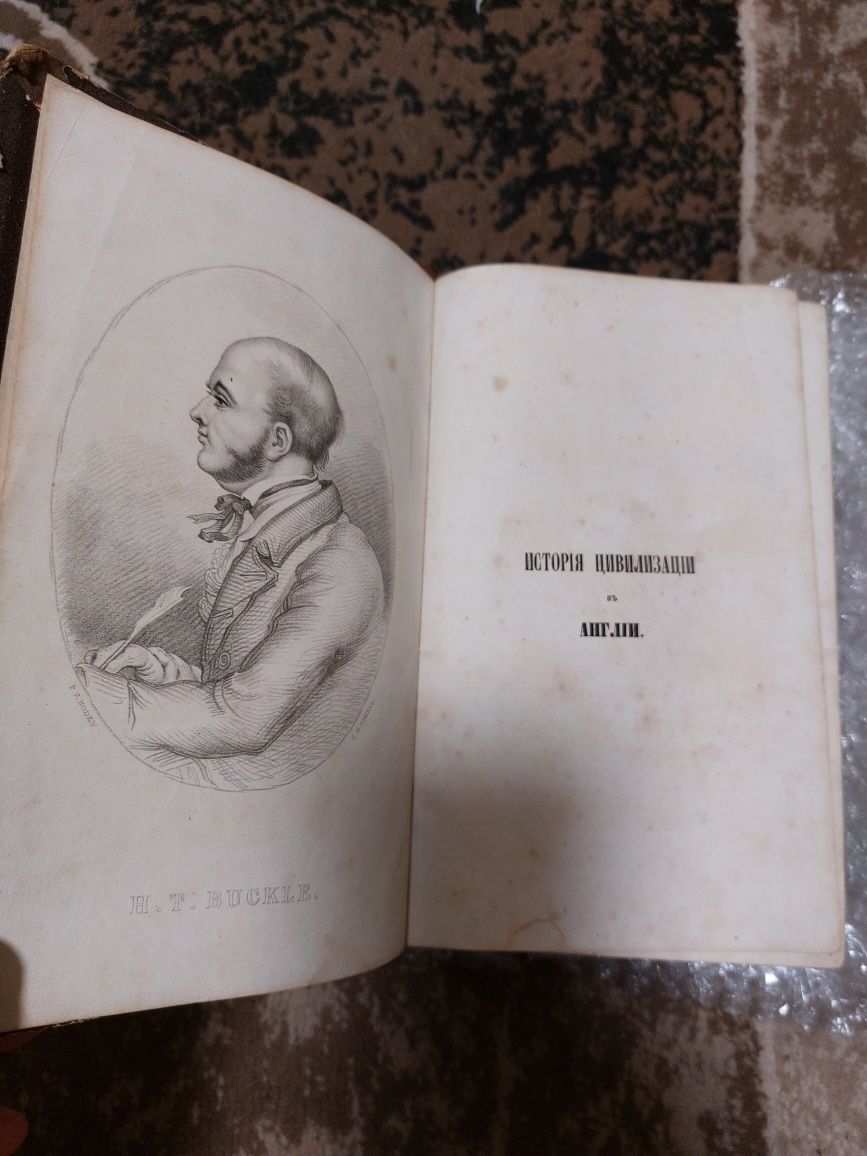 H. T. BUCKLE.
ИСТОРІЯ ЦИВИЛИЗАЦІИ
ВЪ
АНГЛІИ.